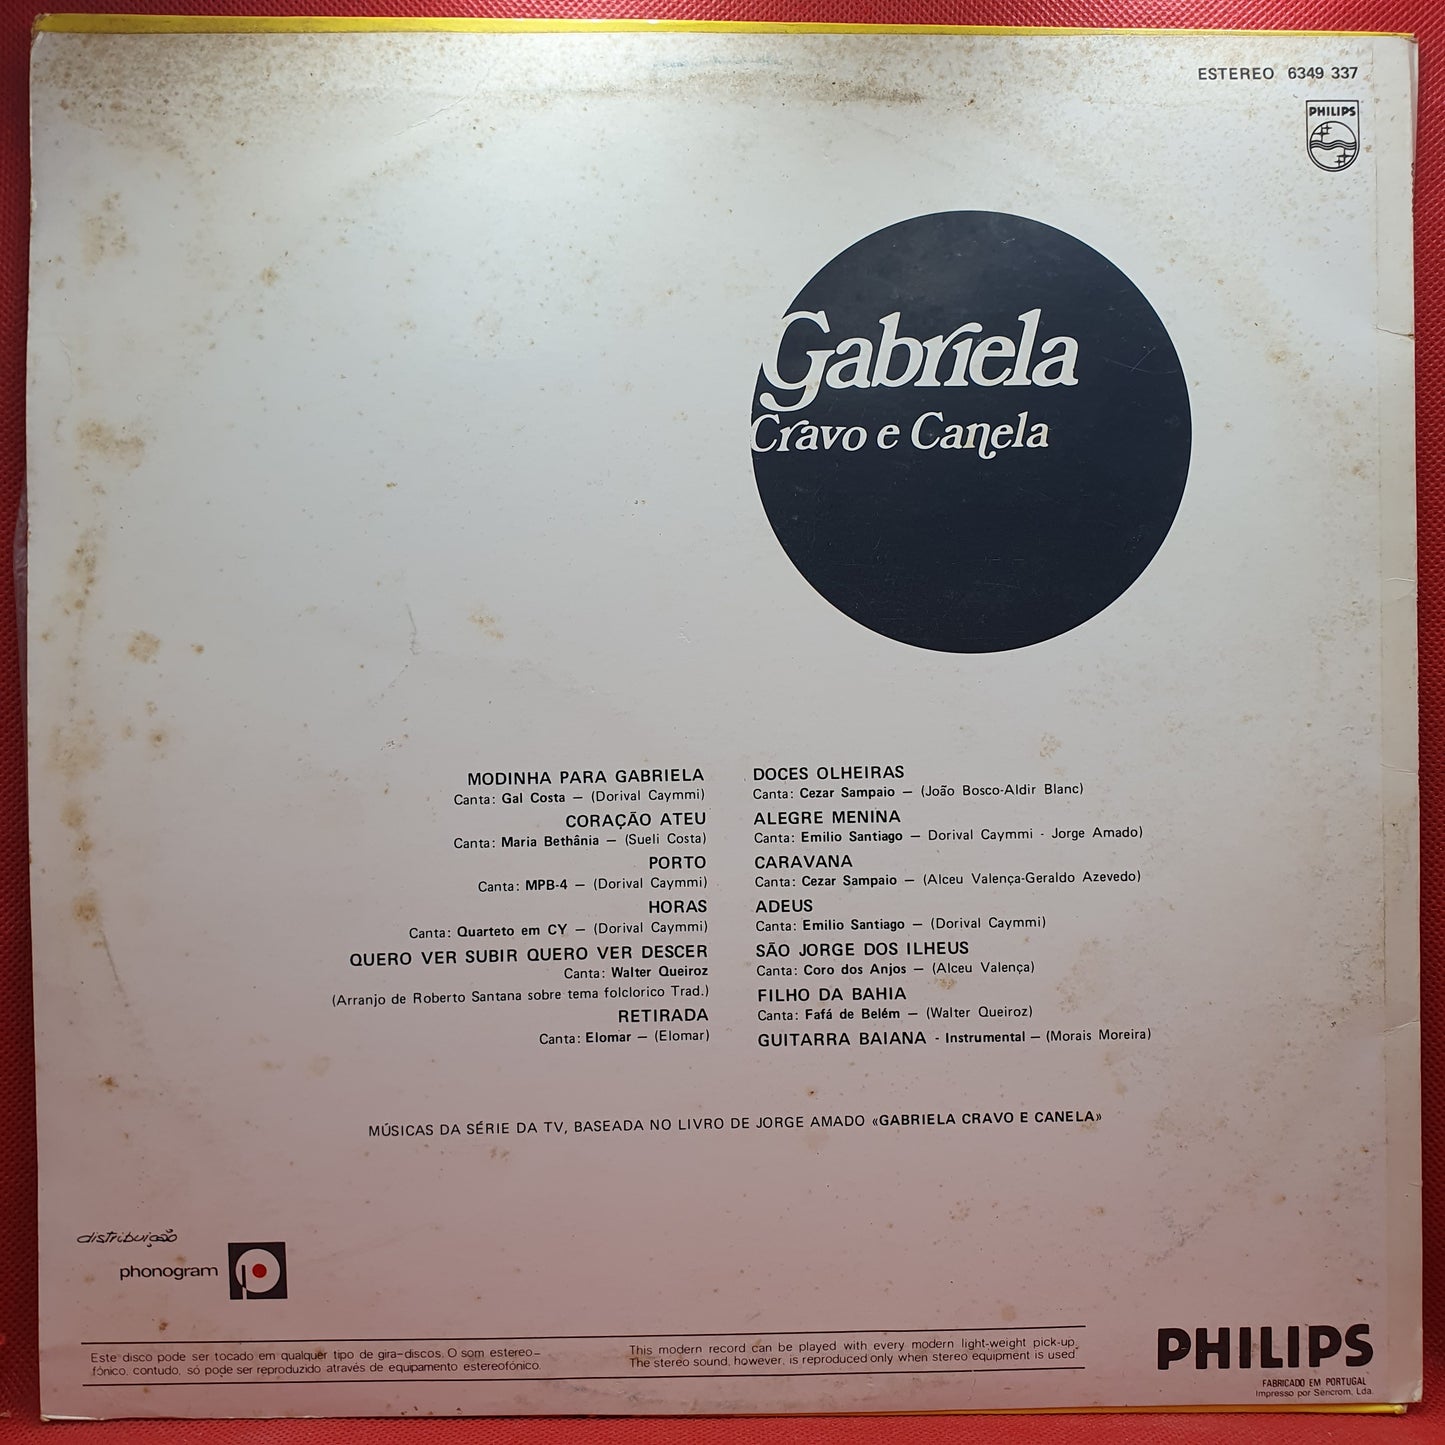 ESTEREO 6349 337
PHILIPS
Gabriela
Cravo e Canela
MODINHA PARA GABRIELA
Canta: Gal Costa – (Dorival Caymmi)
CORAÇÃO ATEU
Canta: Maria Bethânia – (Sueli Costa)
PORTO
Canta: MPB-4 – (Dorival Caymmi)
HORAS
Canta: Quarteto em CY – (Dorival Caymmi)
QUERO VER SUBIR QUERO VER DESCER
Canta: Walter Queiroz
(Arranjo de Roberto Santana sobre tema folclorico Trad.)
RETIRADA
Canta: Elomar – (Elomar)
DOCES OLHEIRAS
Canta: Cezar Sampaio – (João Bosco-Aldir Blanc)
ALEGRE MENINA
Canta: Emilio Santiago – Dorival Caymmi - Jorge Amado)
CARAVANA
Canta: Cezar Sampaio – (Alceu Valença-Geraldo Azevedo)
ADEUS
Canta: Emilio Santiago – (Dorival Caymmi)
SÃO JORGE DOS ILHEUS
Canta: Coro dos Anjos – (Alceu Valença)
FILHO DA BAHIA
Canta: Fafá de Belém – (Walter Queiroz)
GUITARRA BAIANA - Instrumental – (Morais Moreira)
MÚSICAS DA SÉRIE DA TV, BASEADA NO LIVRO DE JORGE AMADO «GABRIELA CRAVO E CANELA»
distribuição
phonogram
Este disco pode ser tocado em qualquer tipo de gira-discos. O som estereo-
fónico, contudo, só pode ser reproduzido através de equipamento estereofónico.
This modern record can be played with every modern light-weight pick-up.
The stereo sound, however, is reproduced only when stereo equipment is used.
PHILIPS
FABRICADO EM PORTUGAL
Impresso por Sericrom, Lda.